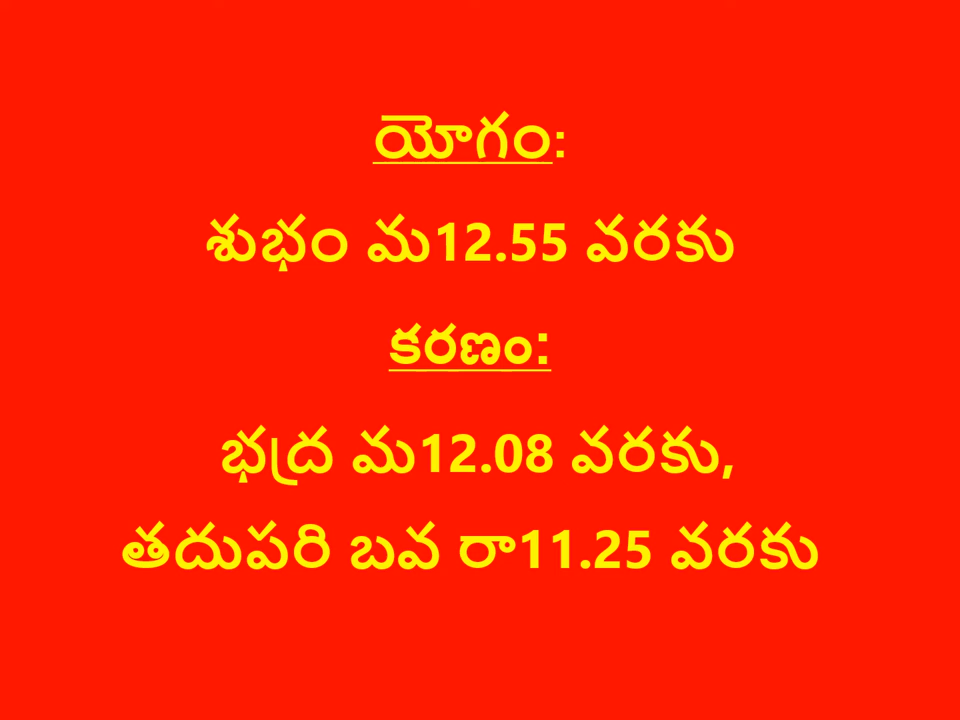 యోగం:
శుభం మ12.55 వరకు
కరణం:
భద్ర మ12.08 వరకు,
తదుపరి బవ రా11.25 వరకు